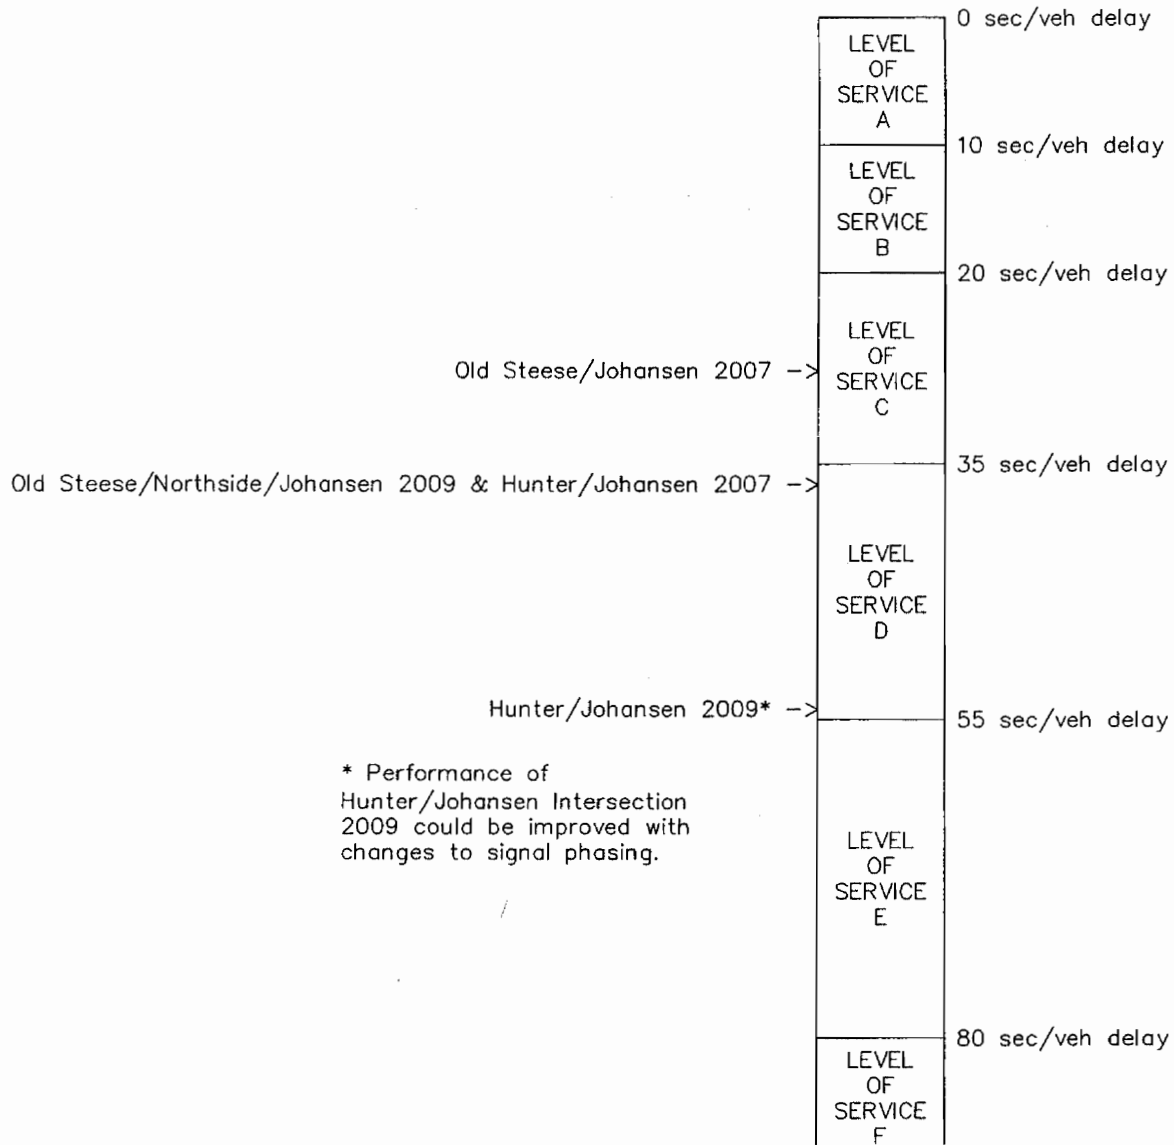 0 sec/veh delay
LEVEL
OF
SERVICE
A
10 sec/veh delay
LEVEL
OF
SERVICE
B
20 sec/veh delay
LEVEL
OF
SERVICE
C
Old Steese/Johansen 2007 ->
35 sec/veh delay
Old Steese/Northside/Johansen 2009 & Hunter/Johansen 2007 ->
LEVEL
OF
SERVICE
D
Hunter/Johansen 2009* ->
55 sec/veh delay
* Performance of
Hunter/Johansen Intersection
2009 could be improved with
changes to signal phasing.
LEVEL
OF
SERVICE
E
80 sec/veh delay
LEVEL
OF
SERVICE
F